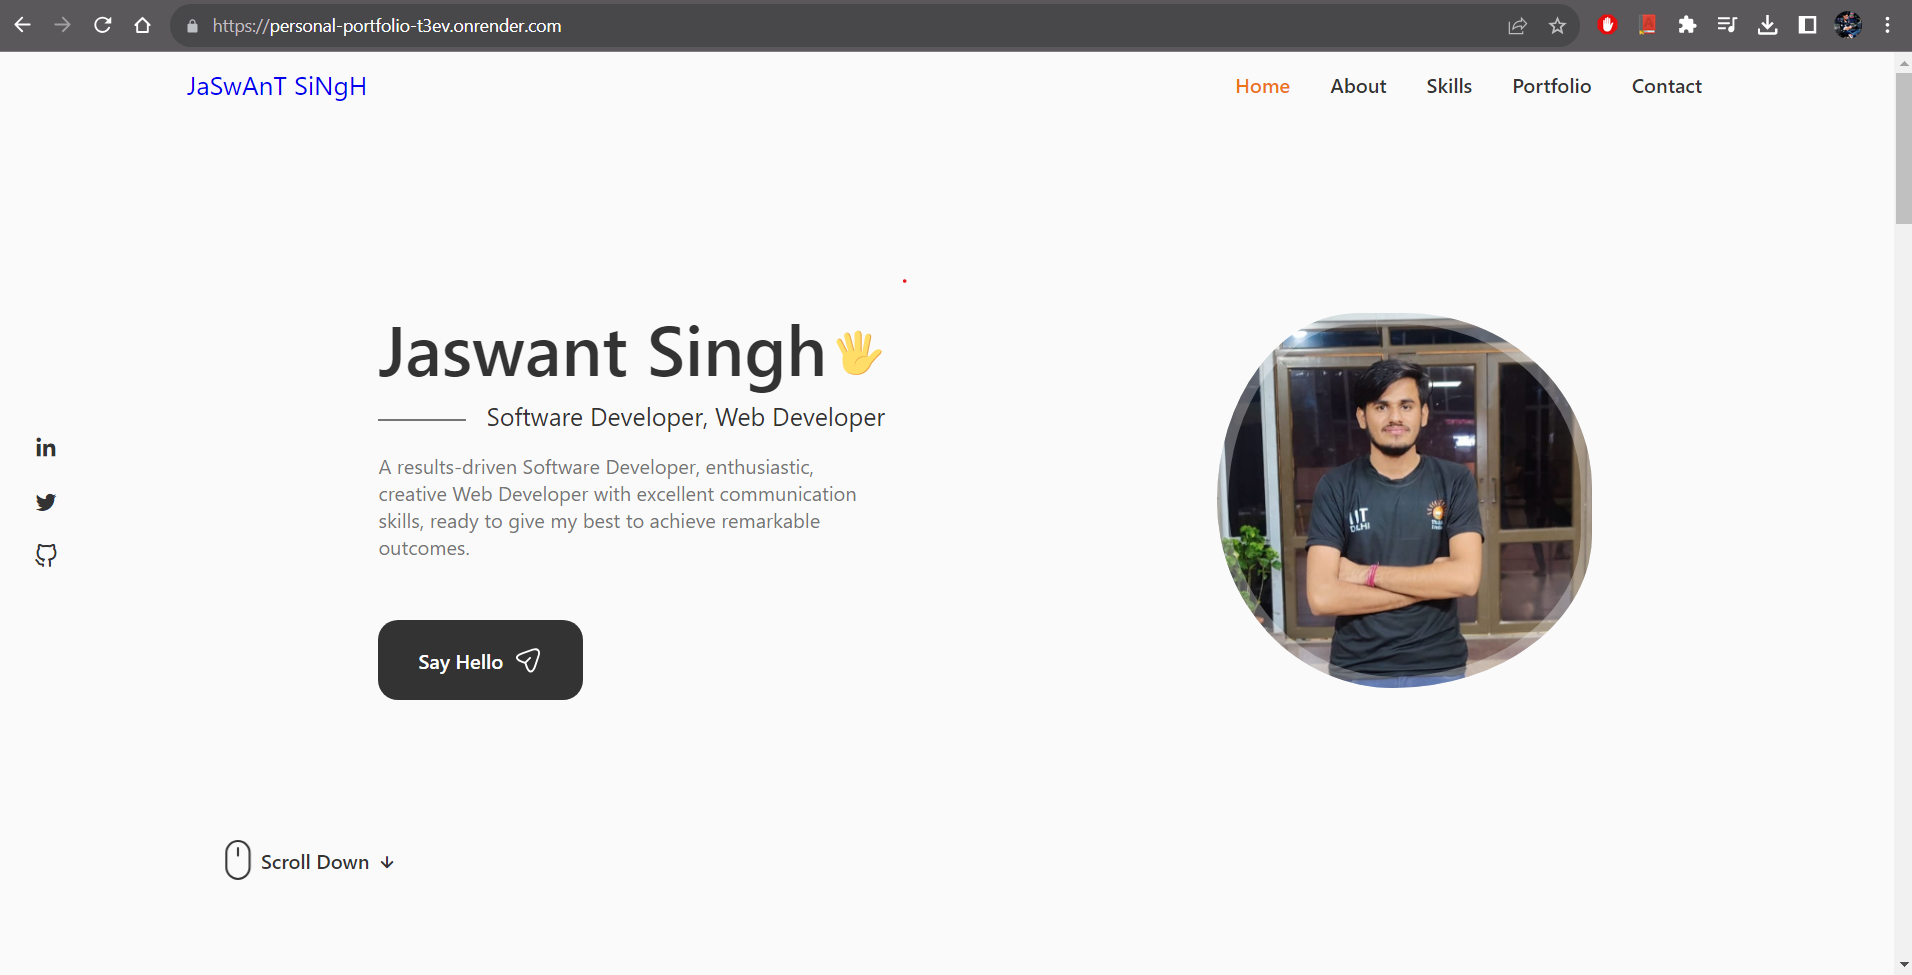 https://personal-portfolio-t3ev.onrender.com
JaSwAnT SiNgH
Home
About
Skills
Portfolio
Contact
Jaswant Singh
Software Developer, Web Developer
A results-driven Software Developer, enthusiastic,
creative Web Developer with excellent communication
skills, ready to give my best to achieve remarkable
outcomes.
Say Hello
Scroll Down